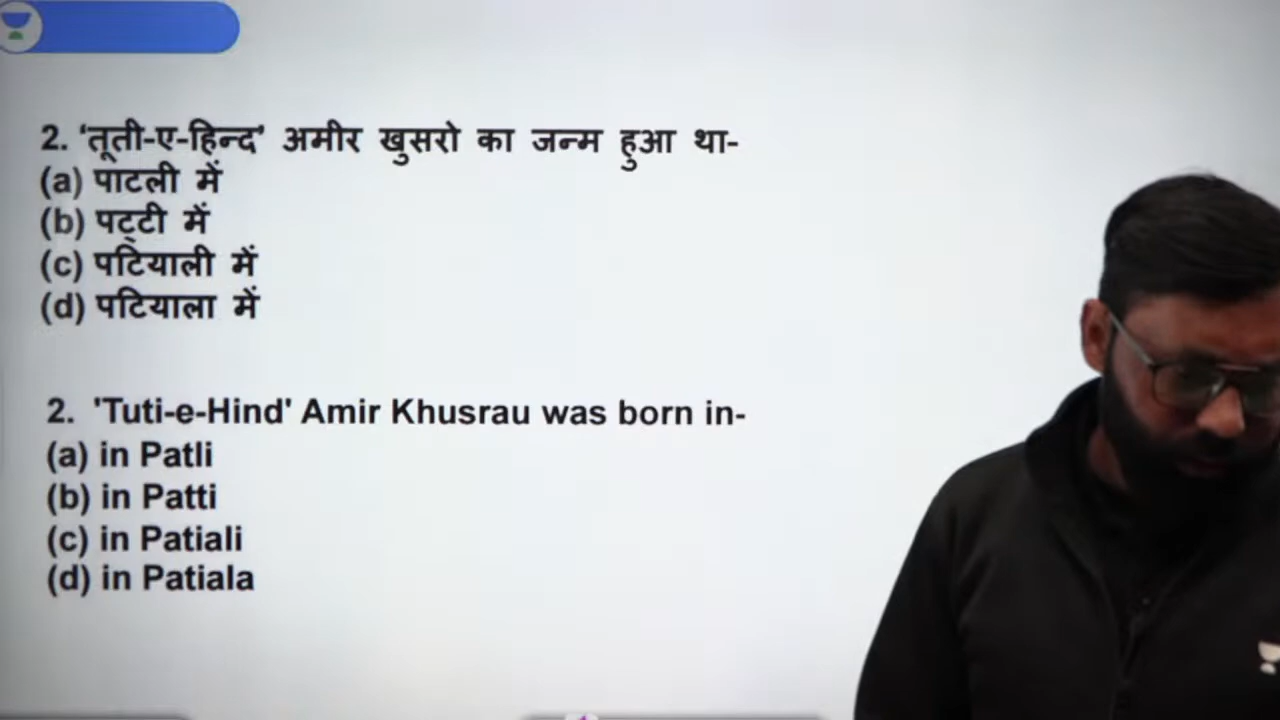 2. ‘तूती-ए-हिन्द’ अमीर खुसरो का जन्म हुआ था-
(a) पाटली में
(b) पट्टी में
(c) पटियाली में
(d) पटियाला में
2. 'Tuti-e-Hind' Amir Khusrau was born in-
(a) in Patli
(b) in Patti
(c) in Patiali
(d) in Patiala